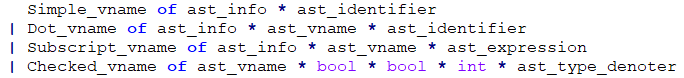 Simple_vname of ast_info * ast_identifier
| Dot_vname of ast_info * ast_vname * ast_identifier
| Subscript_vname of ast_info * ast_vname * ast_expression
| Checked_vname of ast_vname * bool * bool * int * ast_type_denoter